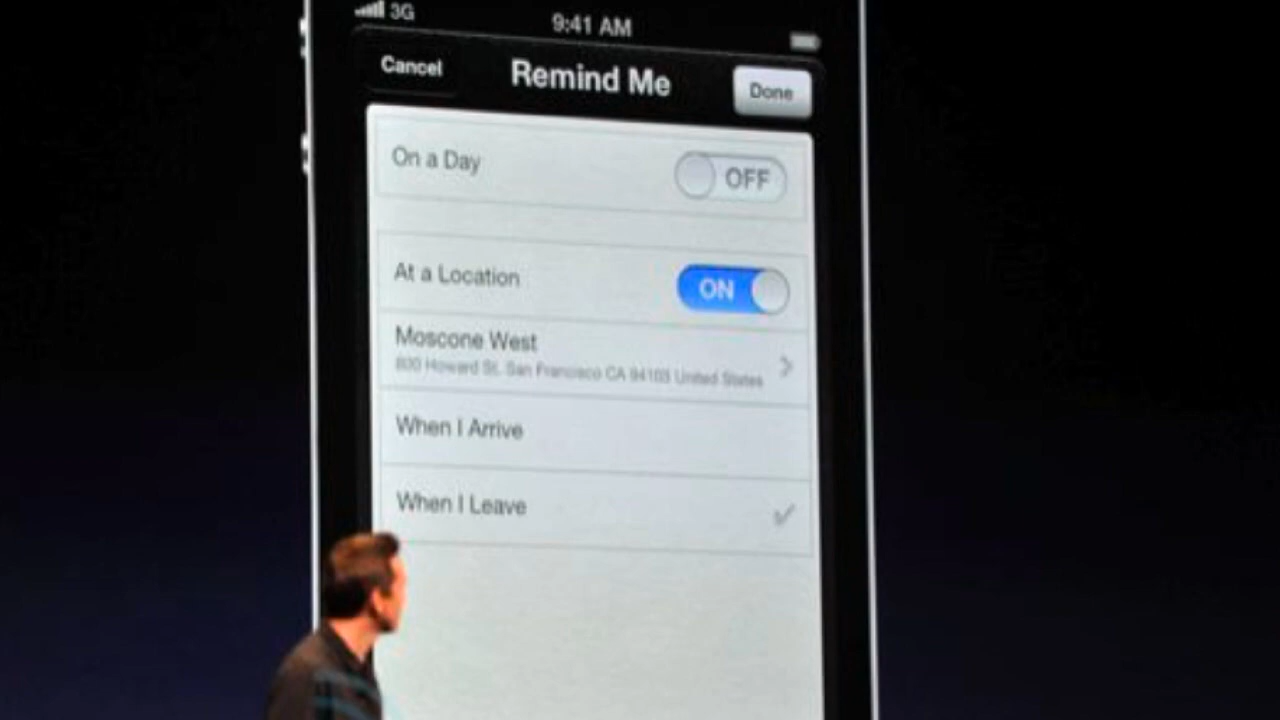 3G
9:41 AM
Cancel
Remind Me
Done
On a Day
OFF
At a Location
ON
Moscone West
800 Howard St. San Francisco CA 94103 United States
When I Arrive
When I Leave